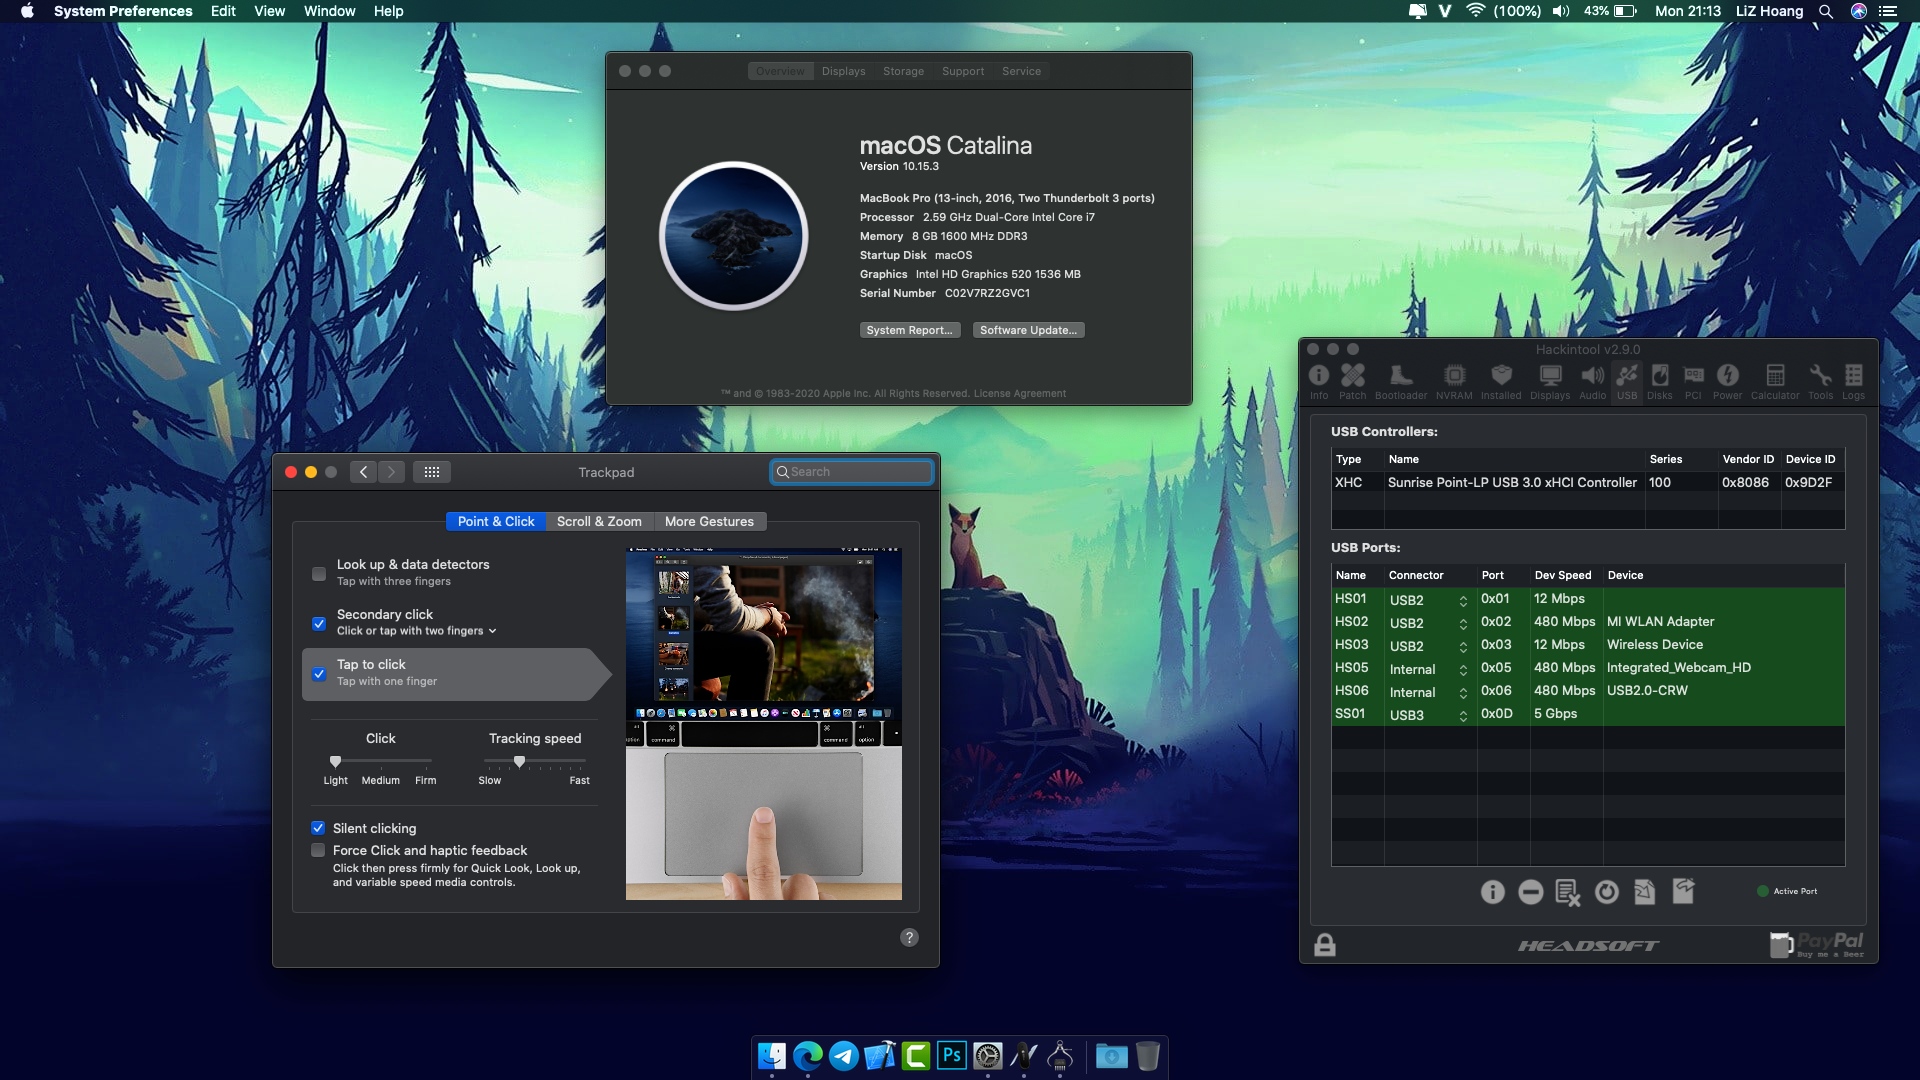 System Preferences Edit View Window Help
V (100%) 43% Mon 21:13 LiZ Hoang
Overview Displays Storage Support Service
macOS Catalina
Version 10.15.3
MacBook Pro (13-inch, 2016, Two Thunderbolt 3 ports)
Processor 2.59 GHz Dual-Core Intel Core i7
Memory 8 GB 1600 MHz DDR3
Startup Disk macOS
Graphics Intel HD Graphics 520 1536 MB
Serial Number C02V7RZ2GVC1
System Report... Software Update...
™ and © 1983-2020 Apple Inc. All Rights Reserved. License Agreement
Trackpad
Search
Point & Click Scroll & Zoom More Gestures
Look up & data detectors
Tap with three fingers
Secondary click
Click or tap with two fingers
Tap to click
Tap with one finger
Click Tracking speed
Light Medium Firm Slow Fast
Silent clicking
Force Click and haptic feedback
Click then press firmly for Quick Look, Look up,
and variable speed media controls.
command command option
?
Hackintool v2.9.0
Info Patch Bootloader NVRAM Installed Displays Audio USB Disks PCI Power Calculator Tools Logs
USB Controllers:
Type Name Series Vendor ID Device ID
XHC Sunrise Point-LP USB 3.0 xHCI Controller 100 0x8086 0x9D2F
USB Ports:
Name Connector Port Dev Speed Device
HS01 USB2 0x01 12 Mbps
HS02 USB2 0x02 480 Mbps MI WLAN Adapter
HS03 USB2 0x03 12 Mbps Wireless Device
HS05 Internal 0x05 480 Mbps Integrated_Webcam_HD
HS06 Internal 0x06 480 Mbps USB2.0-CRW
SS01 USB3 0x0D 5 Gbps
Active Port
HEADSOFT
PayPal
Buy me a Beer
Ps